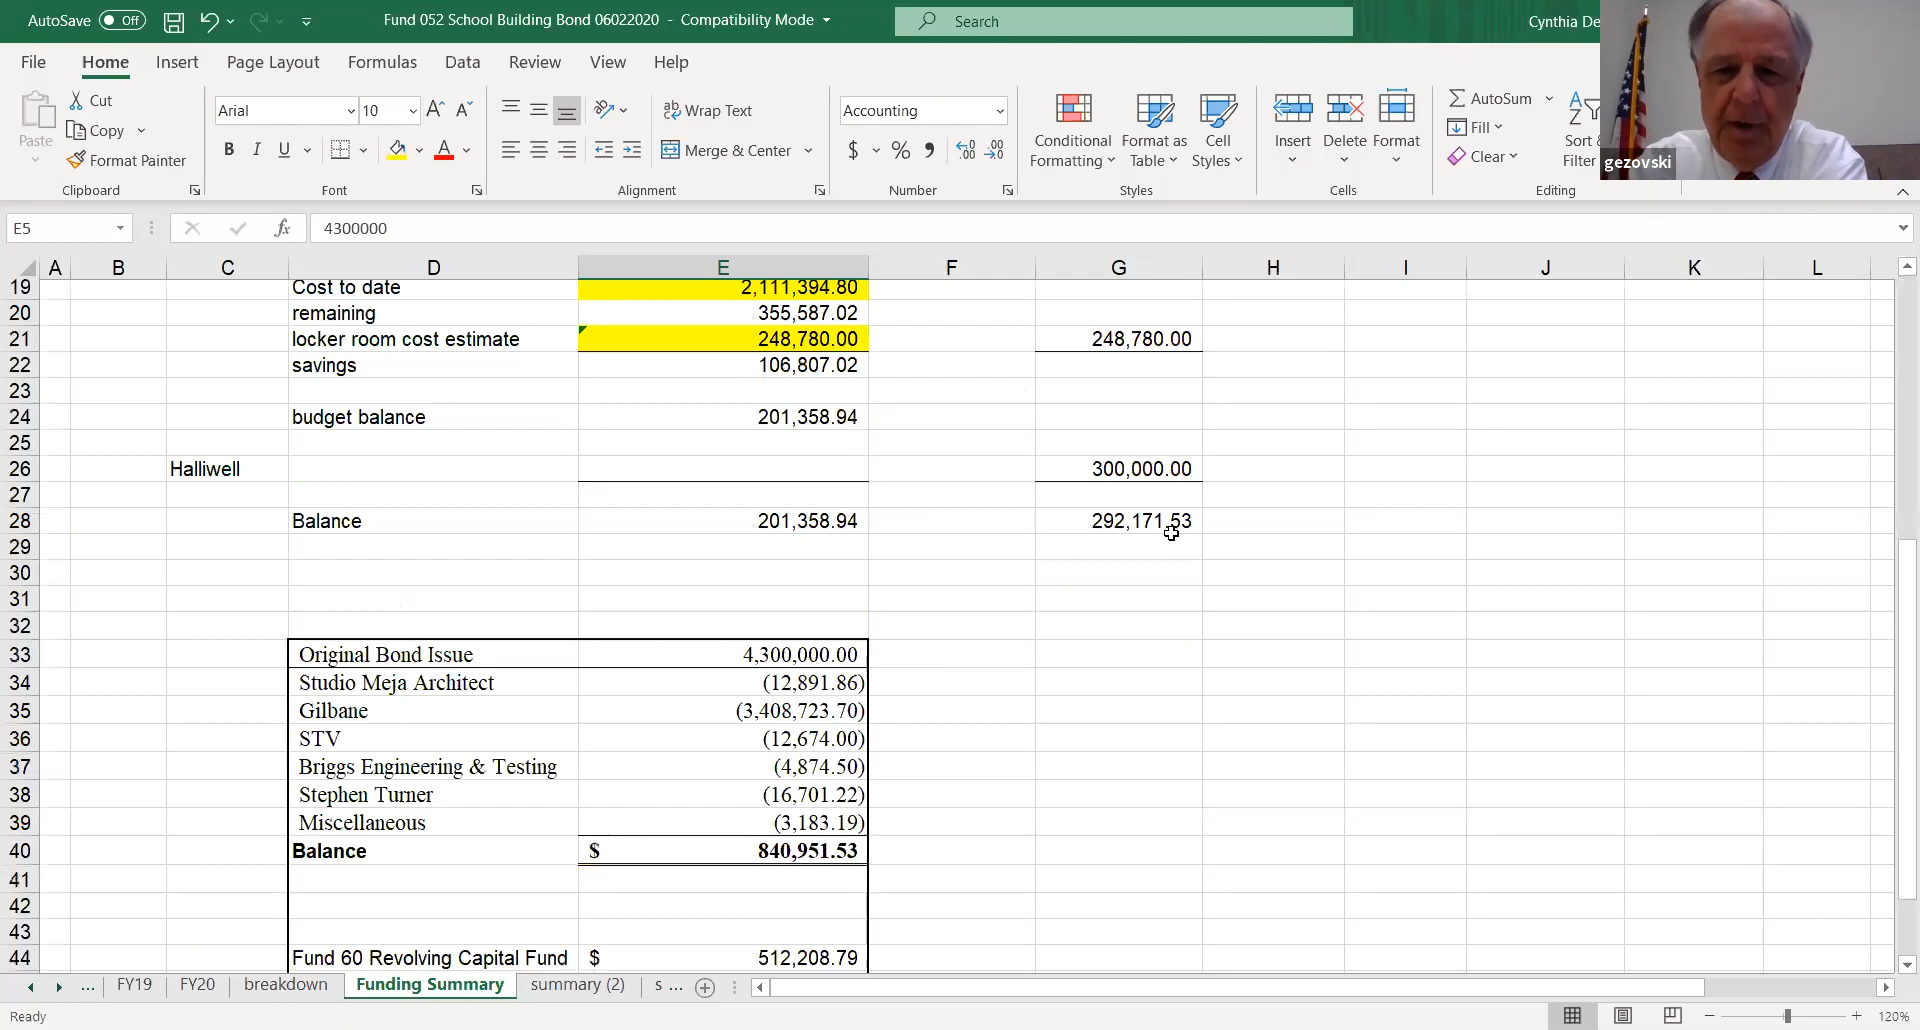 AutoSave Off Fund 052 School Building Bond 06022020 - Compatibility Mode Search Cynthia De
File Home Insert Page Layout Formulas Data Review View Help
gezovski
Paste Cut Copy Format Painter
Arial 10 A A
B I U A
Wrap Text
Merge & Center
Accounting
$ % 9
Conditional Formatting Format as Table Cell Styles
Insert Delete Format
AutoSum Fill Clear
Sort & Filter
Clipboard Font Alignment Number Styles Cells Editing
E5 fx 4300000
A B C D E F G H I J K L
19 Cost to date 2,111,394.80
20 remaining 355,587.02
21 locker room cost estimate 248,780.00 248,780.00
22 savings 106,807.02
23
24 budget balance 201,358.94
25
26 Halliwell 300,000.00
27
28 Balance 201,358.94 292,171.53
29
30
31
32
33 Original Bond Issue 4,300,000.00
34 Studio Meja Architect (12,891.86)
35 Gilbane (3,408,723.70)
36 STV (12,674.00)
37 Briggs Engineering & Testing (4,874.50)
38 Stephen Turner (16,701.22)
39 Miscellaneous (3,183.19)
40 Balance $ 840,951.53
41
42
43
44 Fund 60 Revolving Capital Fund $ 512,208.79
... FY19 FY20 breakdown Funding Summary summary (2) s ...
Ready 120%